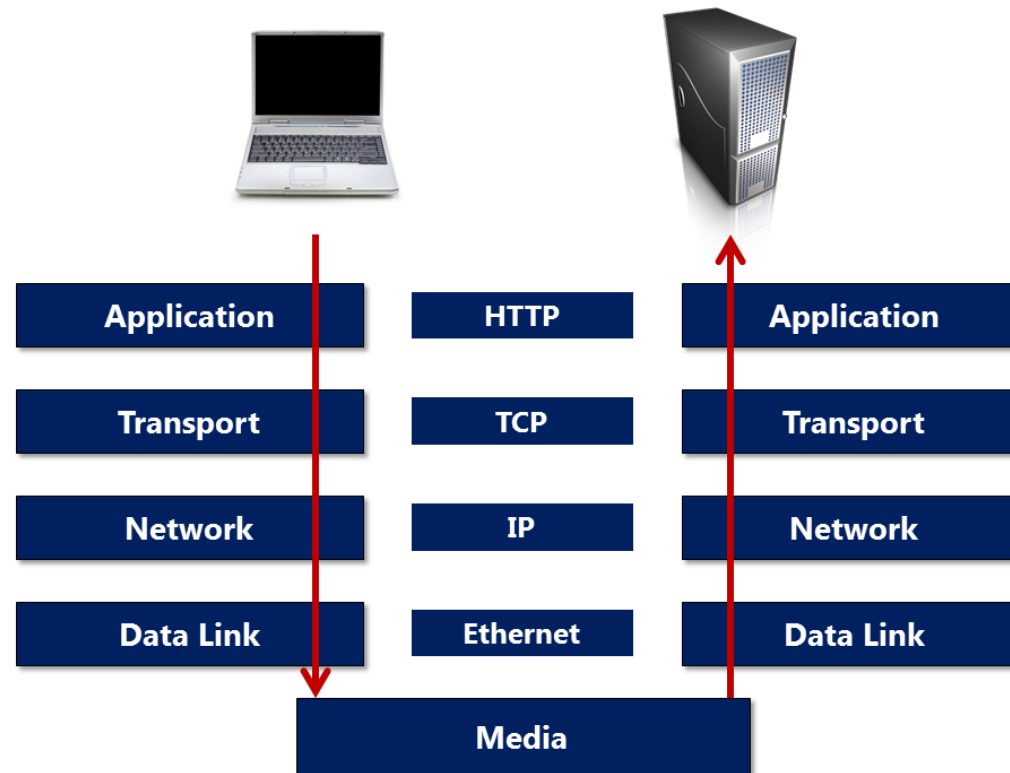 Application
HTTP
Application
Transport
TCP
Transport
Network
IP
Network
Data Link
Ethernet
Data Link
Media